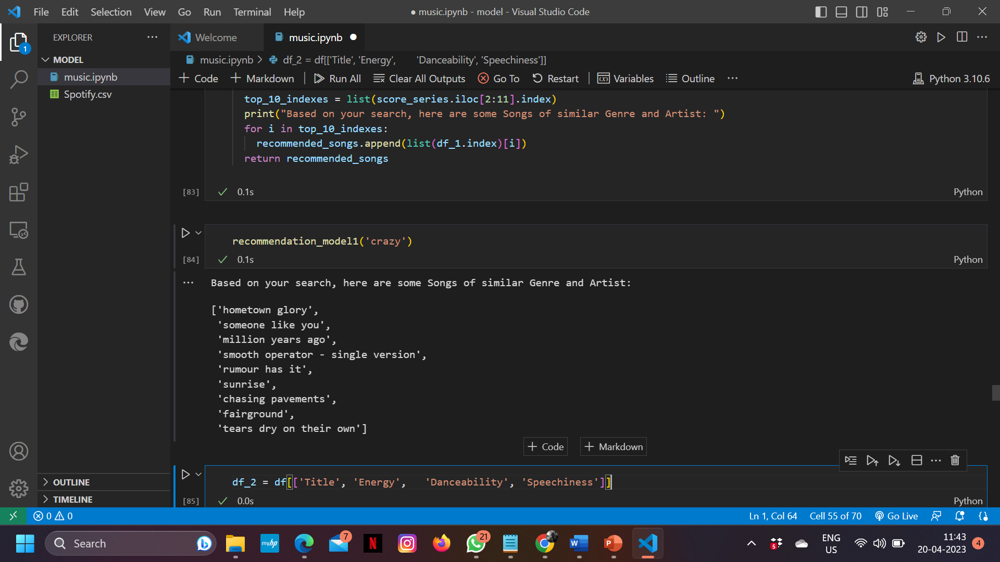 File Edit Selection View Go Run Terminal Help
● music.ipynb - model - Visual Studio Code
EXPLORER
Welcome
music.ipynb ●
1
MODEL
music.ipynb
Spotify.csv
music.ipynb > df_2 = df[['Title', 'Energy', 'Danceability', 'Speechiness']]
+ Code + Markdown | Run All Clear All Outputs Go To Restart | Variables Outline ··· Python 3.10.6
top_10_indexes = list(score_series.iloc[2:11].index)
print("Based on your search, here are some Songs of similar Genre and Artist: ")
for i in top_10_indexes:
recommended_songs.append(list(df_1.index)[i])
return recommended_songs
[83] ✓ 0.1s Python
recommendation_model1('crazy')
[84] ✓ 0.1s Python
··· Based on your search, here are some Songs of similar Genre and Artist:
['hometown glory',
'someone like you',
'million years ago',
'smooth operator - single version',
'rumour has it',
'sunrise',
'chasing pavements',
'fairground',
'tears dry on their own']
+ Code + Markdown
df_2 = df[['Title', 'Energy', 'Danceability', 'Speechiness']]
[85] ✓ 0.0s Python
OUTLINE
TIMELINE
0 0 Ln 1, Col 64 Cell 55 of 70 Go Live
Search
myhp
7
N
21
W
P
5
ENG
US
11:43
20-04-2023
4